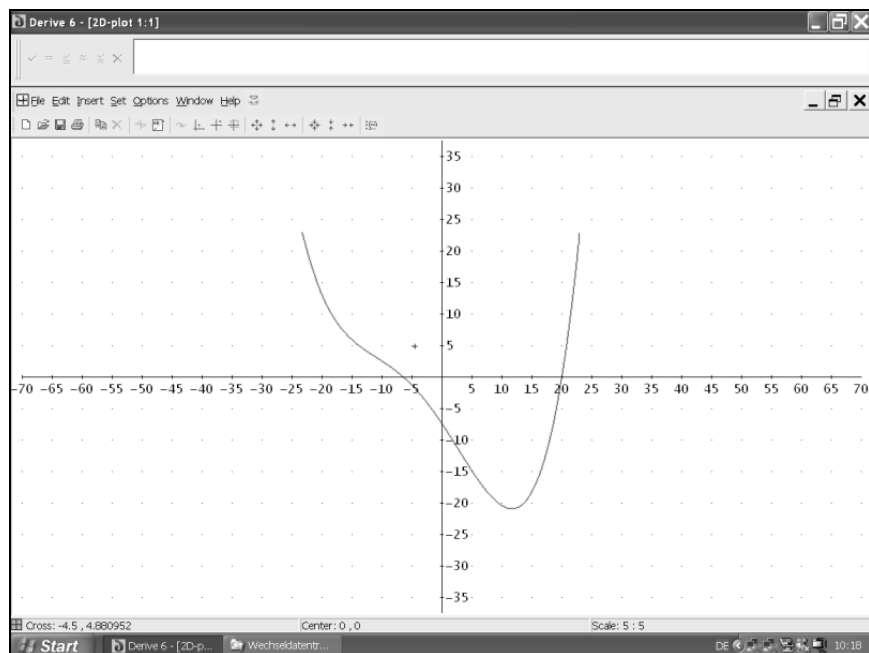 Derive 6 - [2D-plot 1:1]
File Edit Insert Set Options Window Help
35
30
25
20
15
10
5
-70 -65 -60 -55 -50 -45 -40 -35 -30 -25 -20 -15 -10 -5 5 10 15 20 25 30 35 40 45 50 55 60 65 70
-5
-10
-15
-20
-25
-30
-35
Cross: -4.5 , 4.880952 Center: 0 , 0 Scale: 5 : 5
Start Derive 6 - [2D-p... Wechseldatentr... DE 10:18